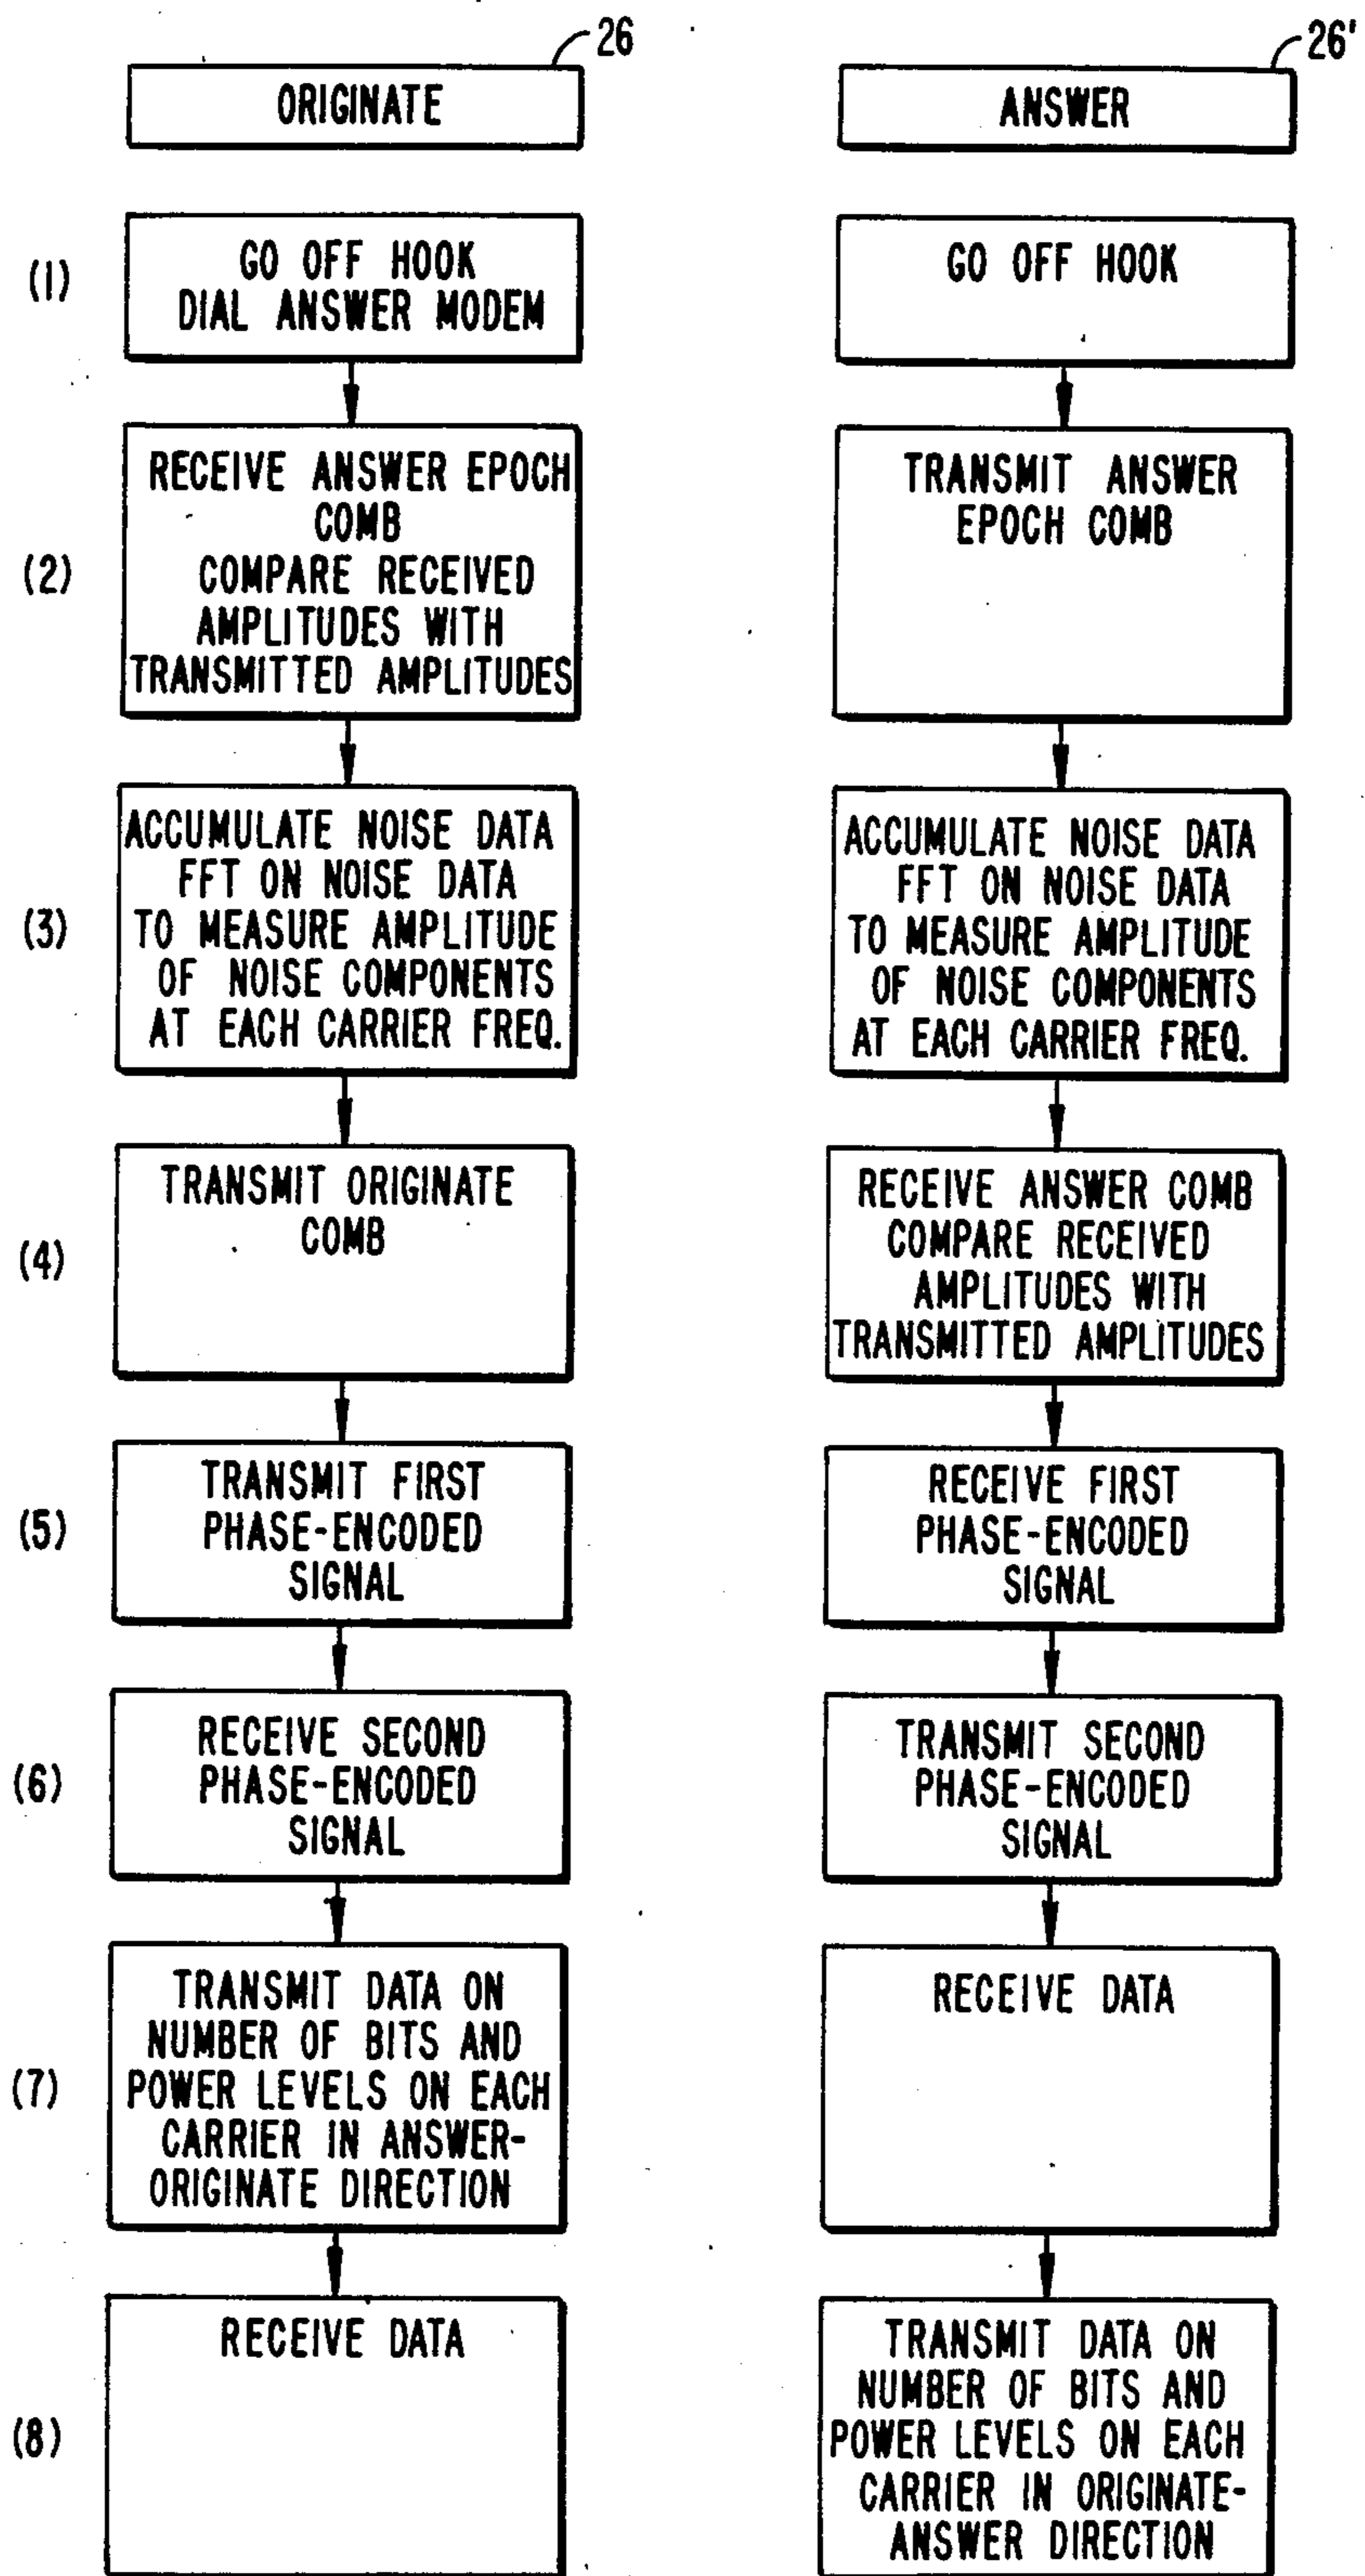 26
ORIGINATE
26'
ANSWER
(1)
GO OFF HOOK
DIAL ANSWER MODEM
GO OFF HOOK
(2)
RECEIVE ANSWER EPOCH
COMB
COMPARE RECEIVED
AMPLITUDES WITH
TRANSMITTED AMPLITUDES
TRANSMIT ANSWER
EPOCH COMB
(3)
ACCUMULATE NOISE DATA
FFT ON NOISE DATA
TO MEASURE AMPLITUDE
OF NOISE COMPONENTS
AT EACH CARRIER FREQ.
ACCUMULATE NOISE DATA
FFT ON NOISE DATA
TO MEASURE AMPLITUDE
OF NOISE COMPONENTS
AT EACH CARRIER FREQ.
(4)
TRANSMIT ORIGINATE
COMB
RECEIVE ANSWER COMB
COMPARE RECEIVED
AMPLITUDES WITH
TRANSMITTED AMPLITUDES
(5)
TRANSMIT FIRST
PHASE-ENCODED
SIGNAL
RECEIVE FIRST
PHASE-ENCODED
SIGNAL
(6)
RECEIVE SECOND
PHASE-ENCODED
SIGNAL
TRANSMIT SECOND
PHASE-ENCODED
SIGNAL
(7)
TRANSMIT DATA ON
NUMBER OF BITS AND
POWER LEVELS ON EACH
CARRIER IN ANSWER-
ORIGINATE DIRECTION
RECEIVE DATA
(8)
RECEIVE DATA
TRANSMIT DATA ON
NUMBER OF BITS AND
POWER LEVELS ON EACH
CARRIER IN ORIGINATE-
ANSWER DIRECTION